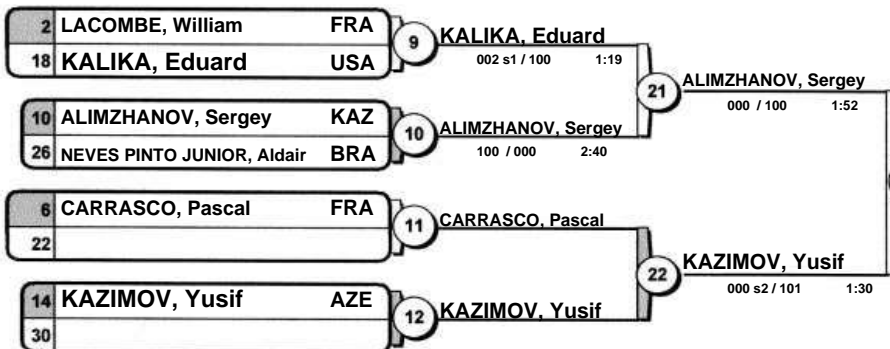 2 LACOMBE, William FRA
18 KALIKA, Eduard USA
9
KALIKA, Eduard
002 s1 / 100 1:19
10 ALIMZHANOV, Sergey KAZ
26 NEVES PINTO JUNIOR, Aldair BRA
10
ALIMZHANOV, Sergey
100 / 000 2:40
21
ALIMZHANOV, Sergey
000 / 100 1:52
6 CARRASCO, Pascal FRA
22
11
CARRASCO, Pascal
14 KAZIMOV, Yusif AZE
30
12
KAZIMOV, Yusif
22
KAZIMOV, Yusif
000 s2 / 101 1:30